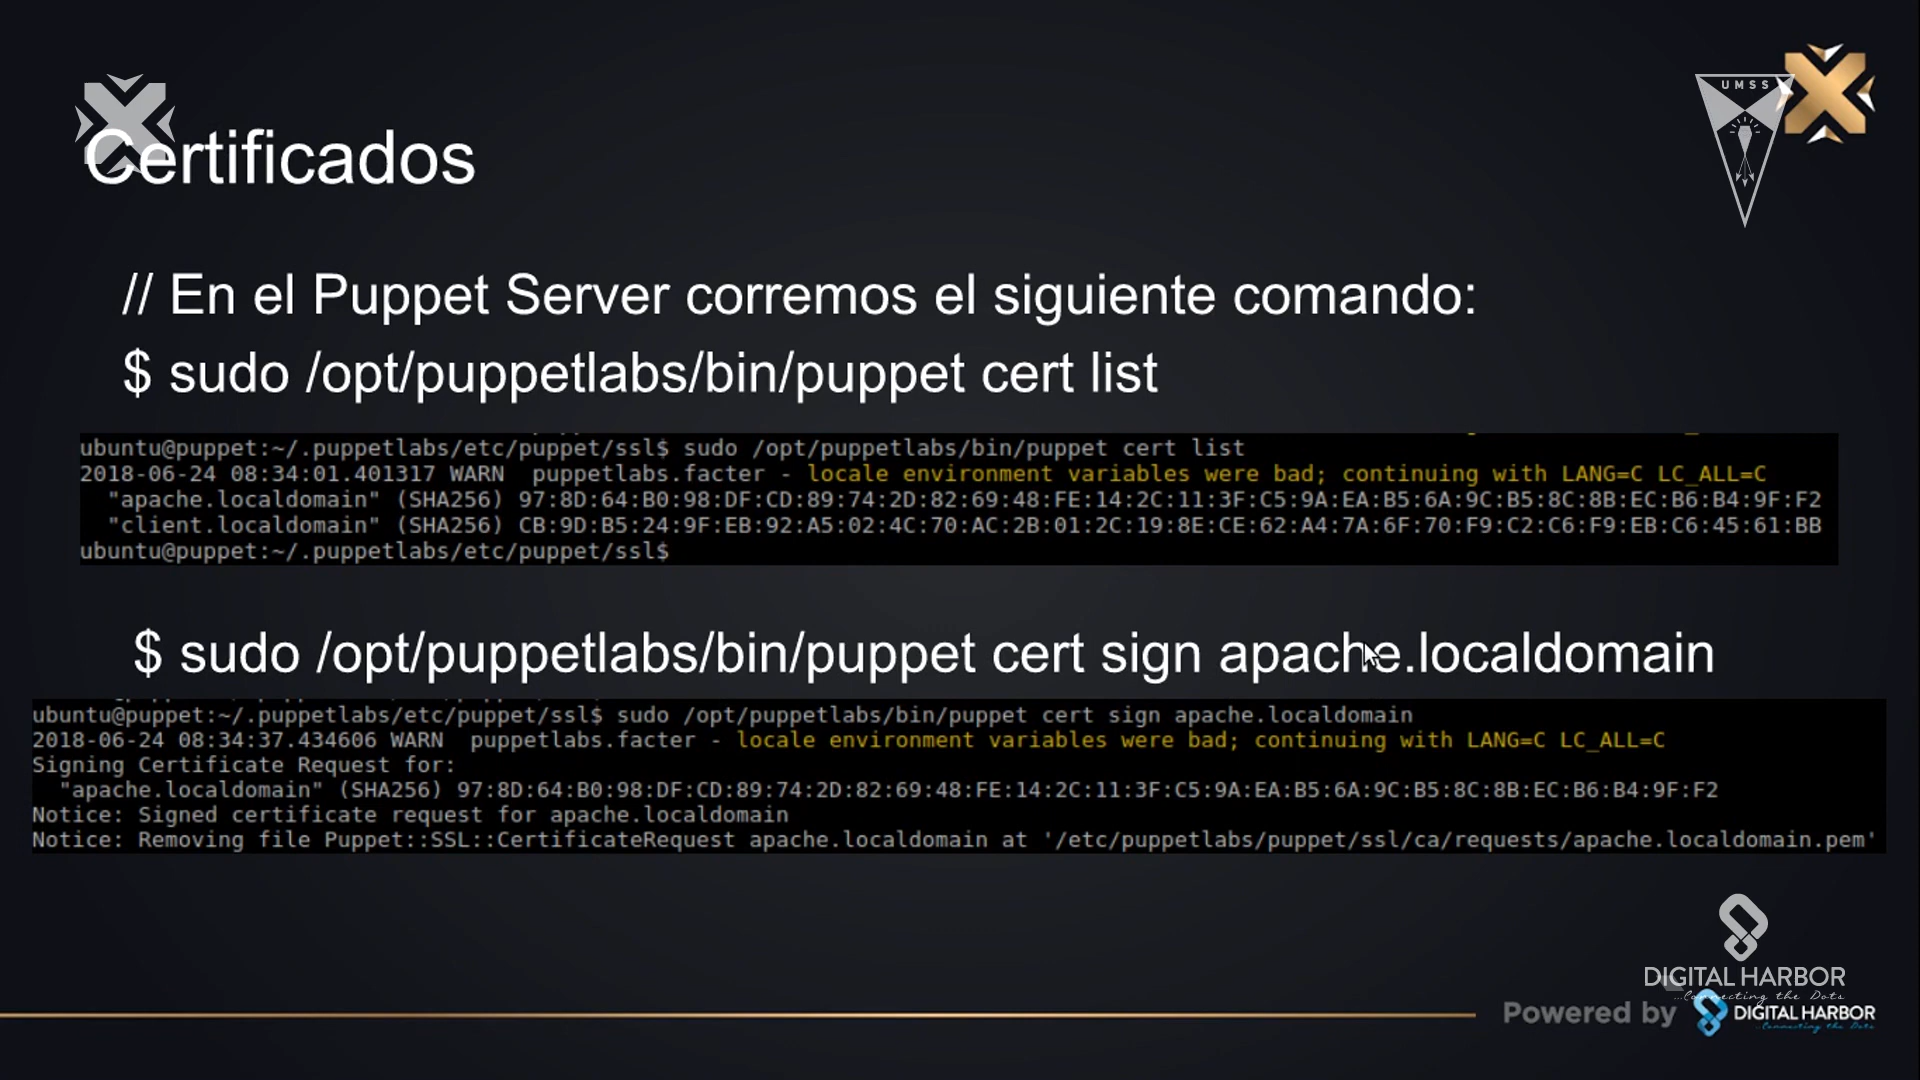 UMSS
Certificados
// En el Puppet Server corremos el siguiente comando:
$ sudo /opt/puppetlabs/bin/puppet cert list
ubuntu@puppet:~/.puppetlabs/etc/puppet/ssl$ sudo /opt/puppetlabs/bin/puppet cert list
2018-06-24 08:34:01.401317 WARN  puppetlabs.facter - locale environment variables were bad; continuing with LANG=C LC_ALL=C
"apache.localdomain" (SHA256) 97:8D:64:B0:98:DF:CD:89:74:2D:82:69:48:FE:14:2C:11:3F:C5:9A:EA:B5:6A:9C:B5:8C:8B:EC:B6:B4:9F:F2
"client.localdomain" (SHA256) CB:9D:B5:24:9F:EB:92:A5:02:4C:70:AC:2B:01:2C:19:8E:CE:62:A4:7A:6F:70:F9:C2:C6:F9:EB:C6:45:61:BB
ubuntu@puppet:~/.puppetlabs/etc/puppet/ssl$
$ sudo /opt/puppetlabs/bin/puppet cert sign apache.localdomain
ubuntu@puppet:~/.puppetlabs/etc/puppet/ssl$ sudo /opt/puppetlabs/bin/puppet cert sign apache.localdomain
2018-06-24 08:34:37.434606 WARN  puppetlabs.facter - locale environment variables were bad; continuing with LANG=C LC_ALL=C
Signing Certificate Request for:
"apache.localdomain" (SHA256) 97:8D:64:B0:98:DF:CD:89:74:2D:82:69:48:FE:14:2C:11:3F:C5:9A:EA:B5:6A:9C:B5:8C:8B:EC:B6:B4:9F:F2
Notice: Signed certificate request for apache.localdomain
Notice: Removing file Puppet::SSL::CertificateRequest apache.localdomain at '/etc/puppetlabs/puppet/ssl/ca/requests/apache.localdomain.pem'
DIGITAL HARBOR
...Connecting the Dots
Powered by DIGITAL HARBOR
...Connecting the Dots